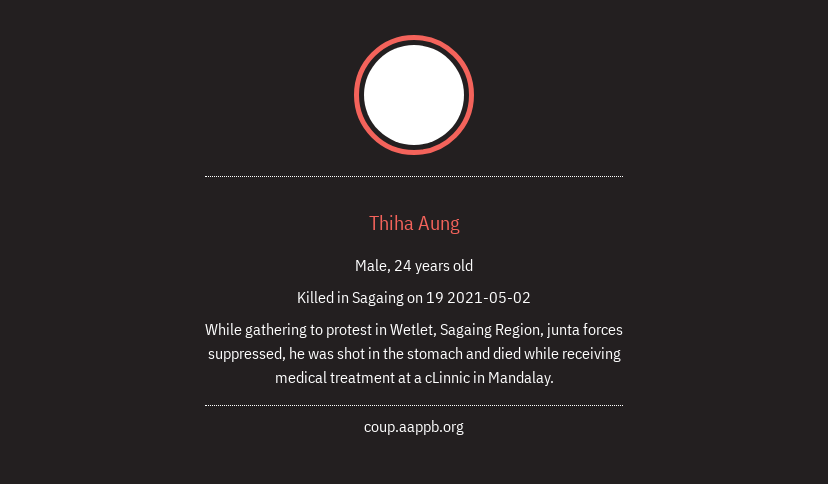 Thiha Aung
Male, 24 years old
Killed in Sagaing on 19 2021-05-02
While gathering to protest in Wetlet, Sagaing Region, junta forces
suppressed, he was shot in the stomach and died while receiving
medical treatment at a cLinnic in Mandalay.
coup.aappb.org